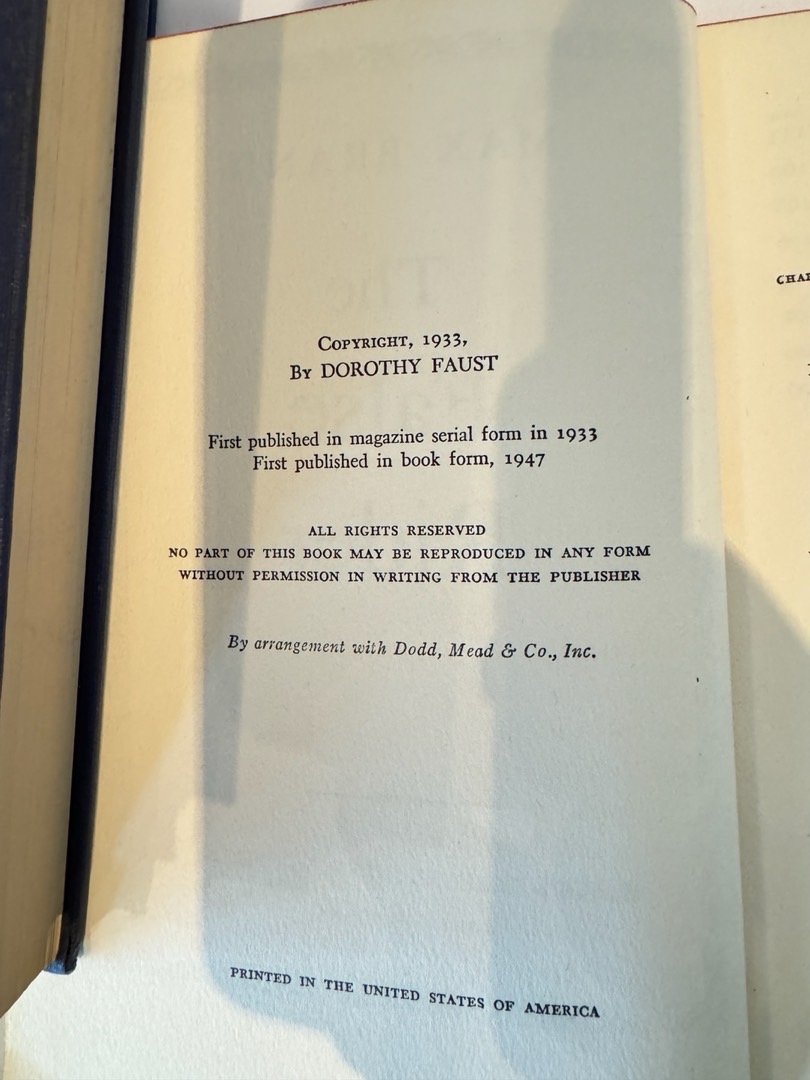 COPYRIGHT, 1933,
BY DOROTHY FAUST
First published in magazine serial form in 1933
First published in book form, 1947
ALL RIGHTS RESERVED
NO PART OF THIS BOOK MAY BE REPRODUCED IN ANY FORM
WITHOUT PERMISSION IN WRITING FROM THE PUBLISHER
By arrangement with Dodd, Mead & Co., Inc.
PRINTED IN THE UNITED STATES OF AMERICA